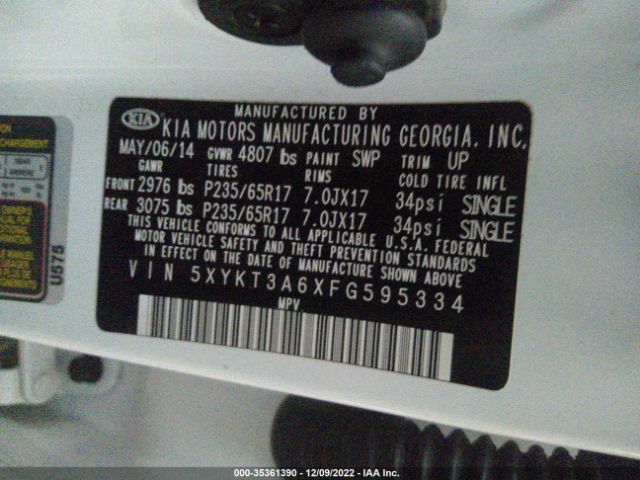 MANUFACTURED BY
KIA KIA MOTORS MANUFACTURING GEORGIA, INC.
MAY/06/14 GVWR 4807 lbs PAINT SWP TRIM UP
GAWR TIRES RIMS COLD TIRE INFL
FRONT 2976 lbs P235/65R17 7.0JX17 34psi SINGLE
REAR 3075 lbs P235/65R17 7.0JX17 34psi SINGLE
THIS VEHICLE CONFORMS TO ALL APPLICABLE U.S.A. FEDERAL
MOTOR VEHICLE SAFETY AND THEFT PREVENTION STANDARDS
IN EFFECT ON THE DATE OF MANUFACTURE SHOWN ABOVE
VIN 5XYKT3A6XFG595334
MPV
U575
000-35361390 - 12/09/2022 - IAA Inc.